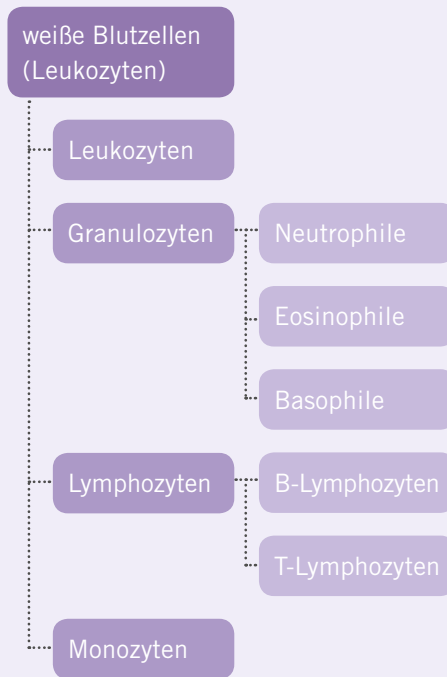 weiße Blutzellen
(Leukozyten)
Leukozyten
Granulozyten
Neutrophile
Eosinophile
Basophile
Lymphozyten
B-Lymphozyten
T-Lymphozyten
Monozyten